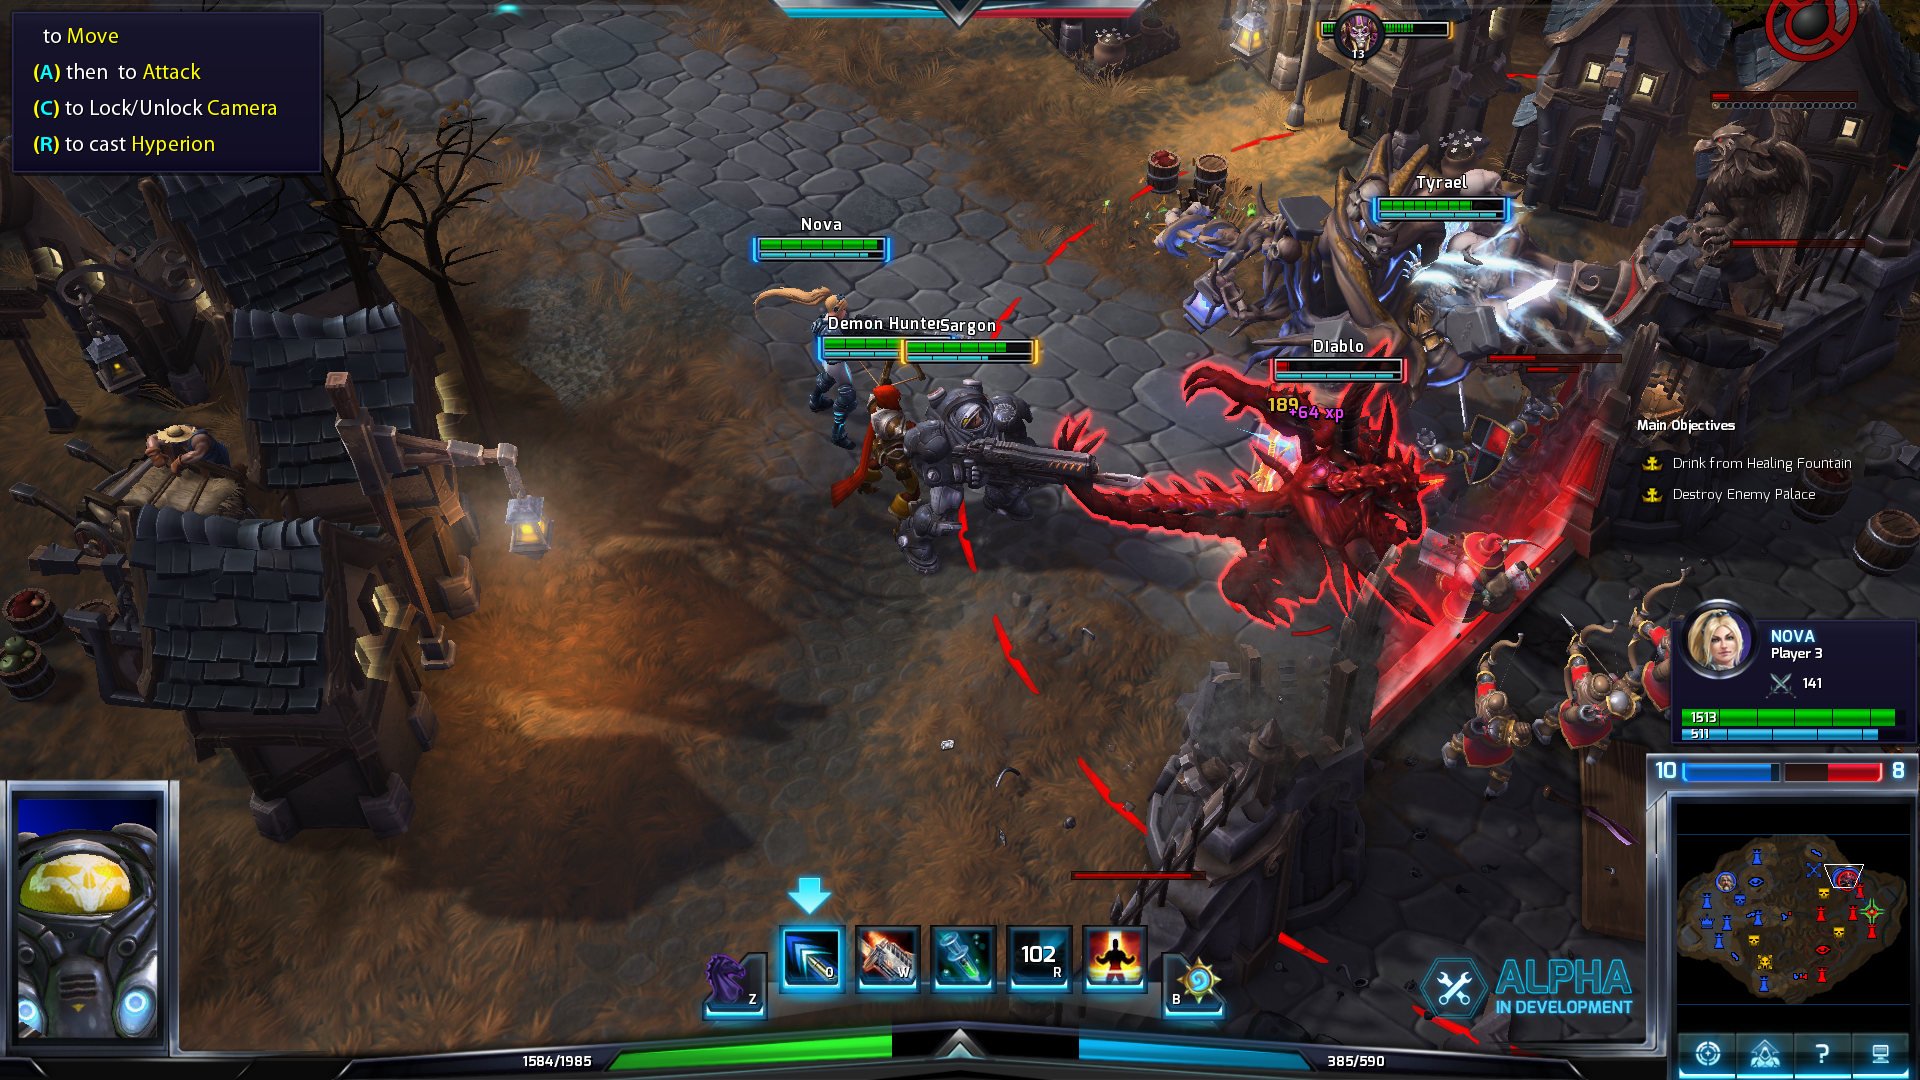 to Move
(A) then to Attack
(C) to Lock/Unlock Camera
(R) to cast Hyperion
13
Tyrael
Nova
Demon Hunter
Sargon
Diablo
189
+64 xp
Main Objectives
Drink from Healing Fountain
Destroy Enemy Palace
NOVA
Player 3
141
1513
511
10
8
Z
Q
W
102
R
B
ALPHA
IN DEVELOPMENT
1584/1985
385/590
?